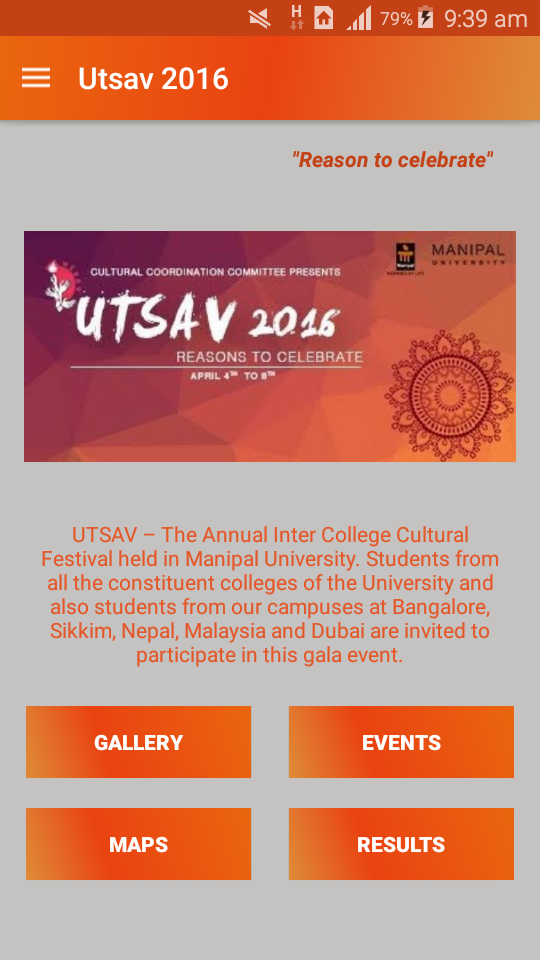 H 79% 9:39 am
Utsav 2016
"Reason to celebrate"
MANIPAL
UNIVERSITY
CULTURAL COORDINATION COMMITTEE PRESENTS
UTSAV 2016
REASONS TO CELEBRATE
APRIL 4TH TO 8TH
UTSAV – The Annual Inter College Cultural
Festival held in Manipal University. Students from
all the constituent colleges of the University and
also students from our campuses at Bangalore,
Sikkim, Nepal, Malaysia and Dubai are invited to
participate in this gala event.
GALLERY
EVENTS
MAPS
RESULTS